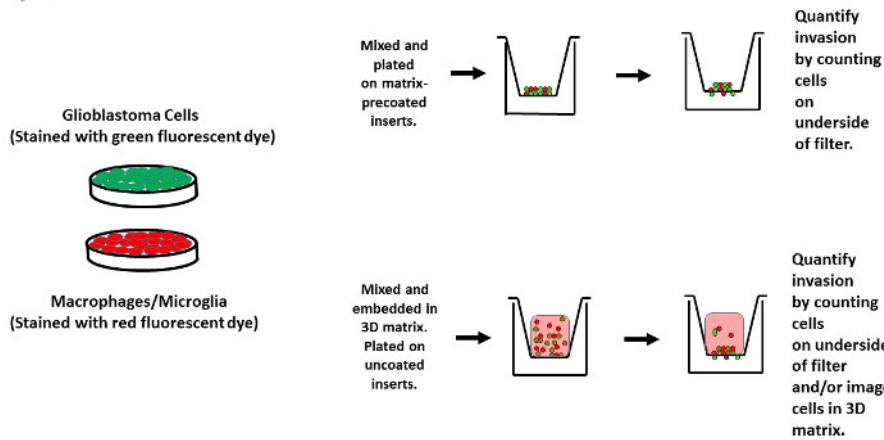 Glioblastoma Cells
(Stained with green fluorescent dye)
Macrophages/Microglia
(Stained with red fluorescent dye)
Mixed and
plated
on matrix-
precoated
inserts.
Quantify
invasion
by counting
cells
on
underside
of filter.
Mixed and
embedded in
3D matrix.
Plated on
uncoated
inserts.
Quantify
invasion
by counting
cells
on underside
of filter
and/or image
cells in 3D
matrix.